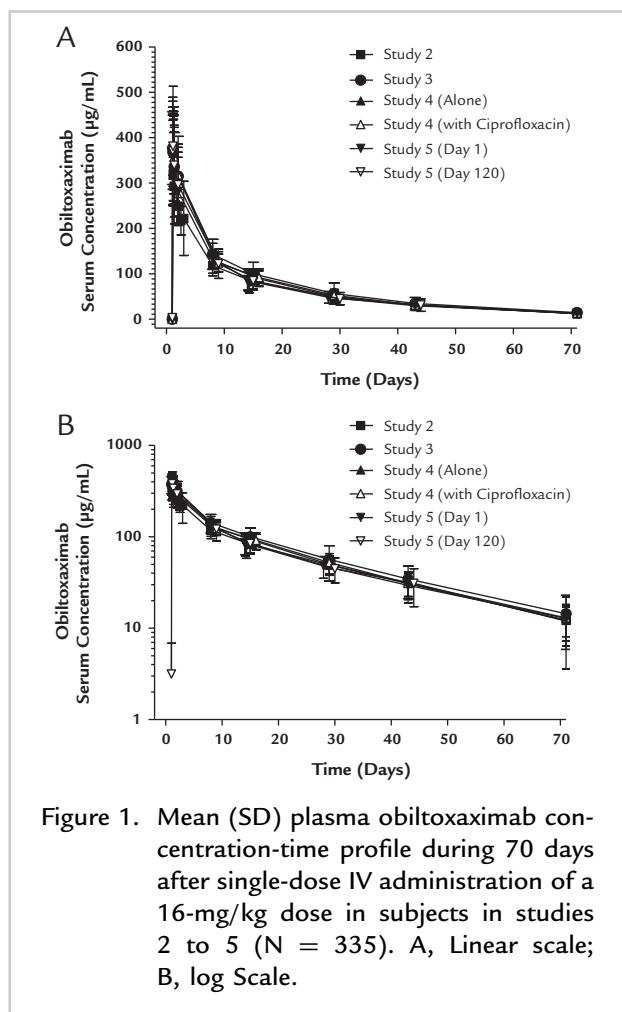 A
600
500
400
300
200
100
0
Obiltoxaximab
Serum Concentration (μg/mL)
Study 2
Study 3
Study 4 (Alone)
Study 4 (with Ciprofloxacin)
Study 5 (Day 1)
Study 5 (Day 120)
0 10 20 30 40 50 60 70
Time (Days)
B
1000
100
10
1
Obiltoxaximab
Serum Concentration (μg/mL)
Study 2
Study 3
Study 4 (Alone)
Study 4 (with Ciprofloxacin)
Study 5 (Day 1)
Study 5 (Day 120)
0 10 20 30 40 50 60 70
Time (Days)
Figure 1. Mean (SD) plasma obiltoxaximab con-
centration-time profile during 70 days
after single-dose IV administration of a
16-mg/kg dose in subjects in studies
2 to 5 (N = 335). A, Linear scale;
B, log Scale.